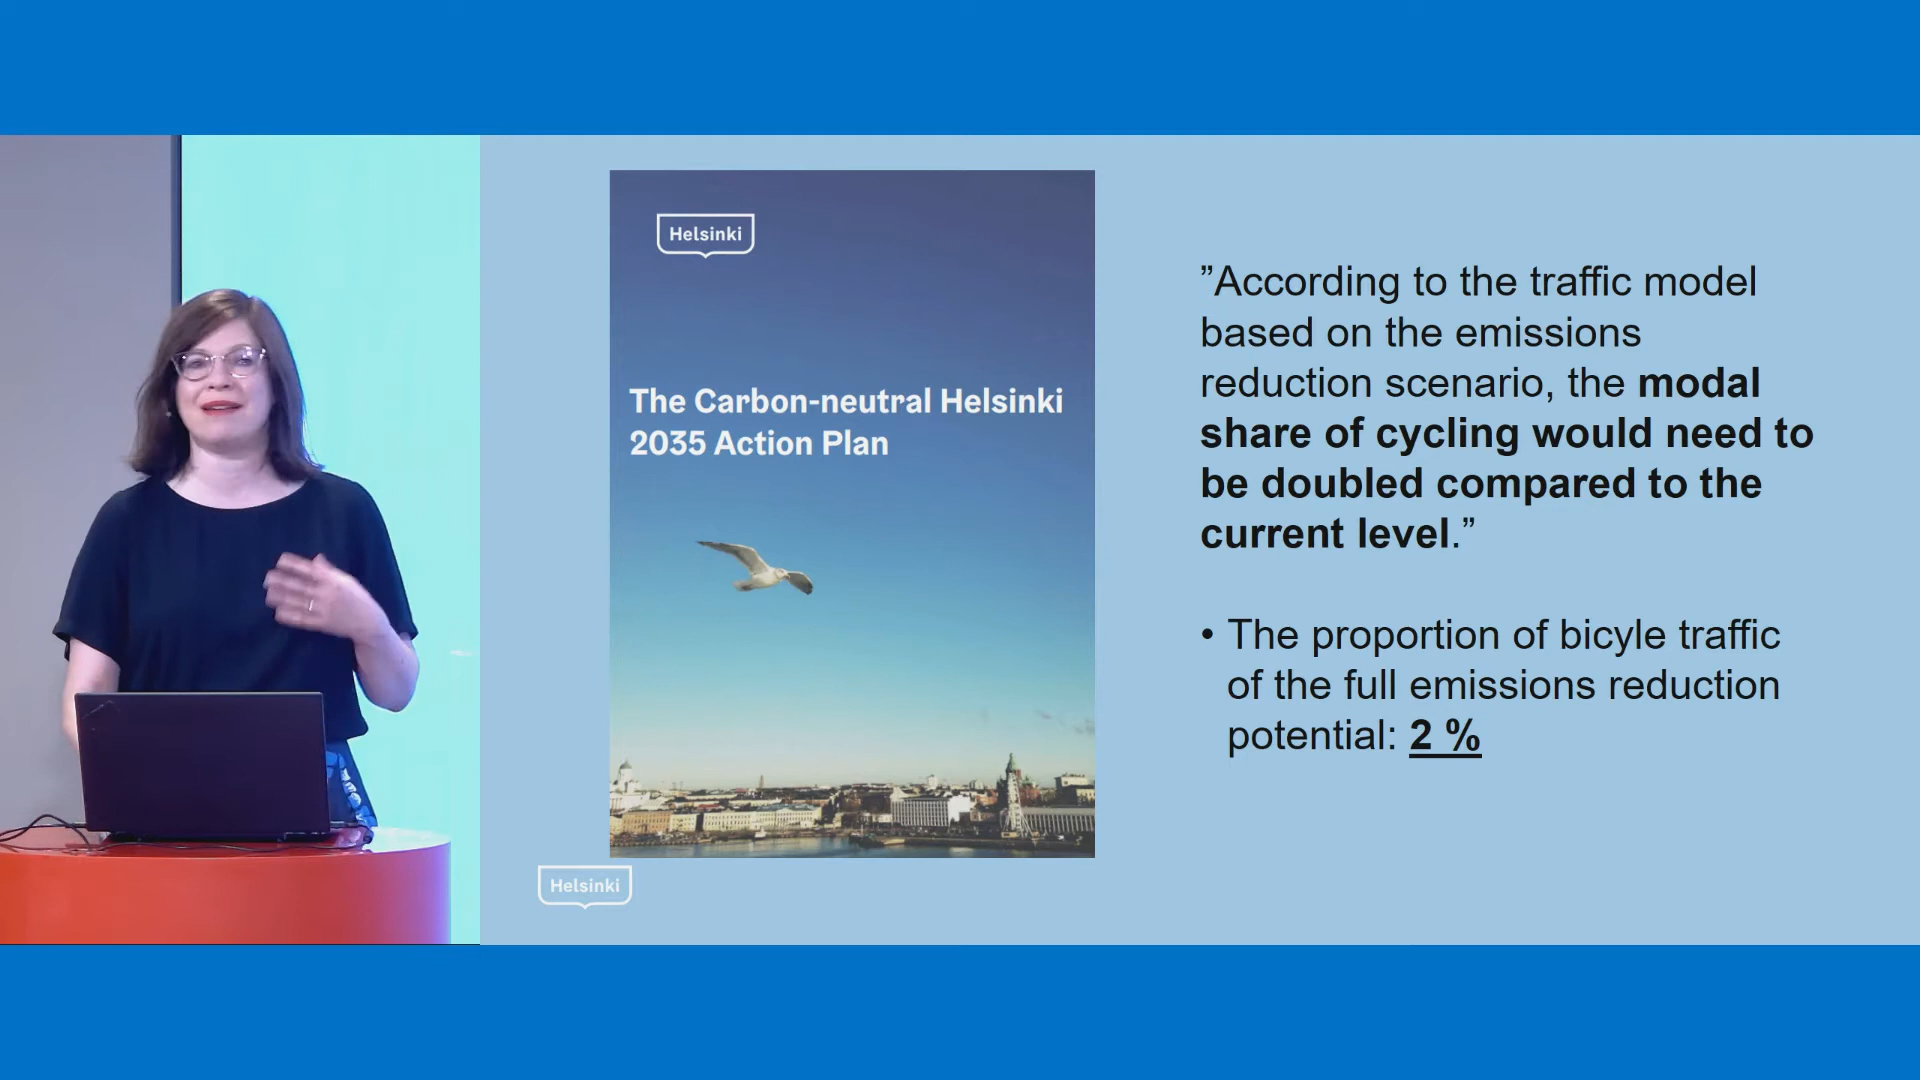 Helsinki
The Carbon-neutral Helsinki
2035 Action Plan
”According to the traffic model
based on the emissions
reduction scenario, the modal
share of cycling would need to
be doubled compared to the
current level.”
• The proportion of bicyle traffic
of the full emissions reduction
potential: 2 %
Helsinki